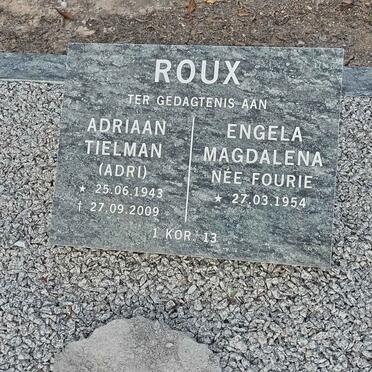 ROUX
TER GEDAGTENIS AAN
ADRIAAN
TIELMAN
(ADRI)
★ 25.06.1943
† 27.09.2009
ENGELA
MAGDALENA
NÉE FOURIE
★ 27.03.1954
1 KOR. 13